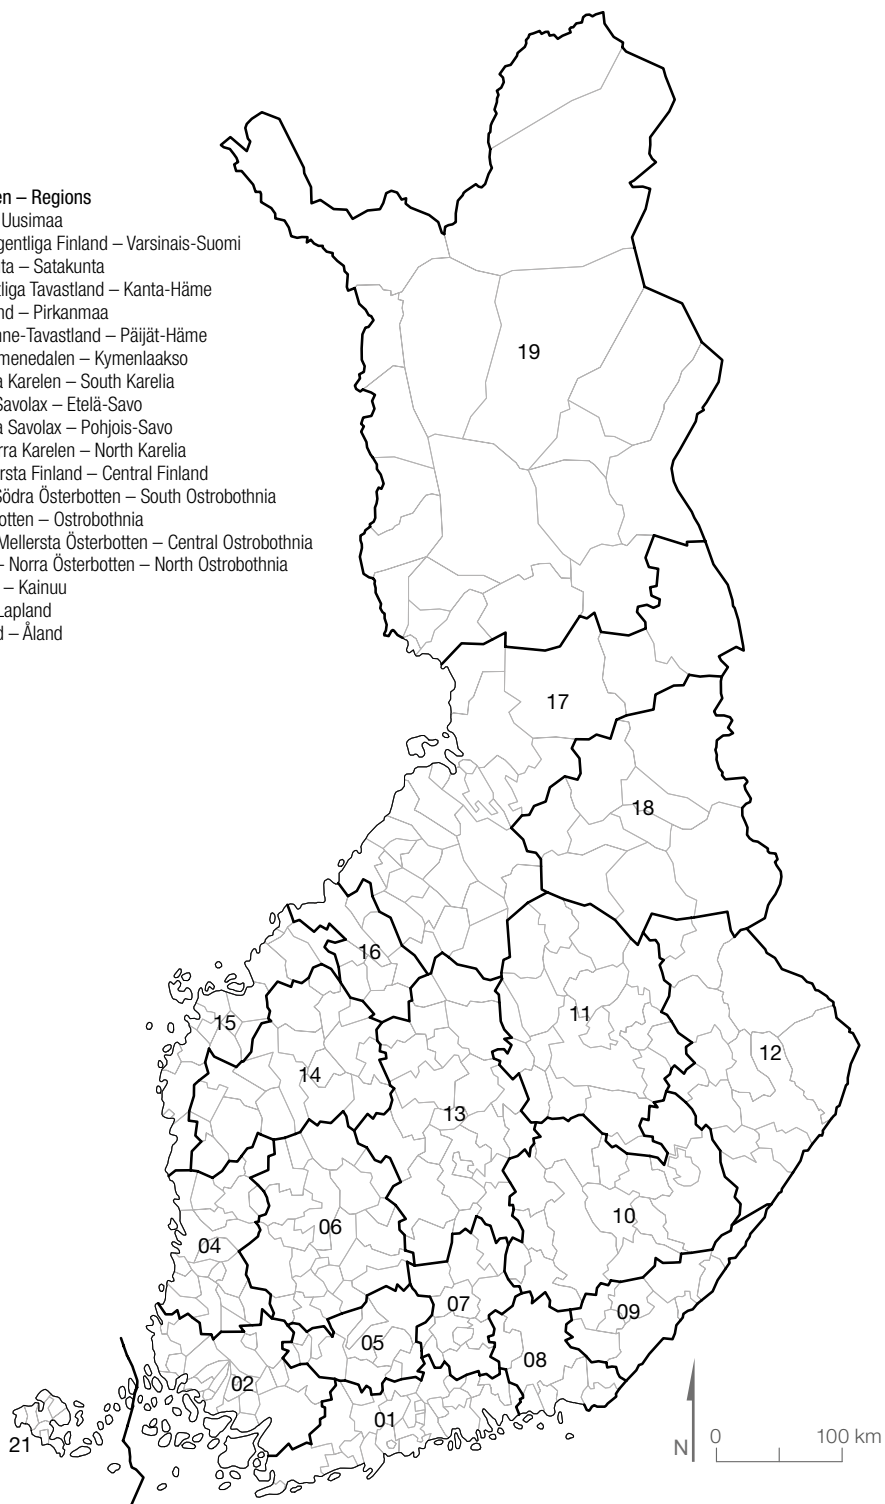 en – Regions
Uusimaa
gentliga Finland – Varsinais-Suomi
ta – Satakunta
tliga Tavastland – Kanta-Häme
nd – Pirkanmaa
nne-Tavastland – Päijät-Häme
menedalen – Kymenlaakso
a Karelen – South Karelia
Savolax – Etelä-Savo
a Savolax – Pohjois-Savo
rra Karelen – North Karelia
rsta Finland – Central Finland
Södra Österbotten – South Ostrobothnia
otten – Ostrobothnia
Mellersta Österbotten – Central Ostrobothnia
- Norra Österbotten – North Ostrobothnia
– Kainuu
Lapland
d – Åland
19
17
18
16
11
15
12
14
13
10
06
04
07
09
05
08
02
01
21
N 0 100 km